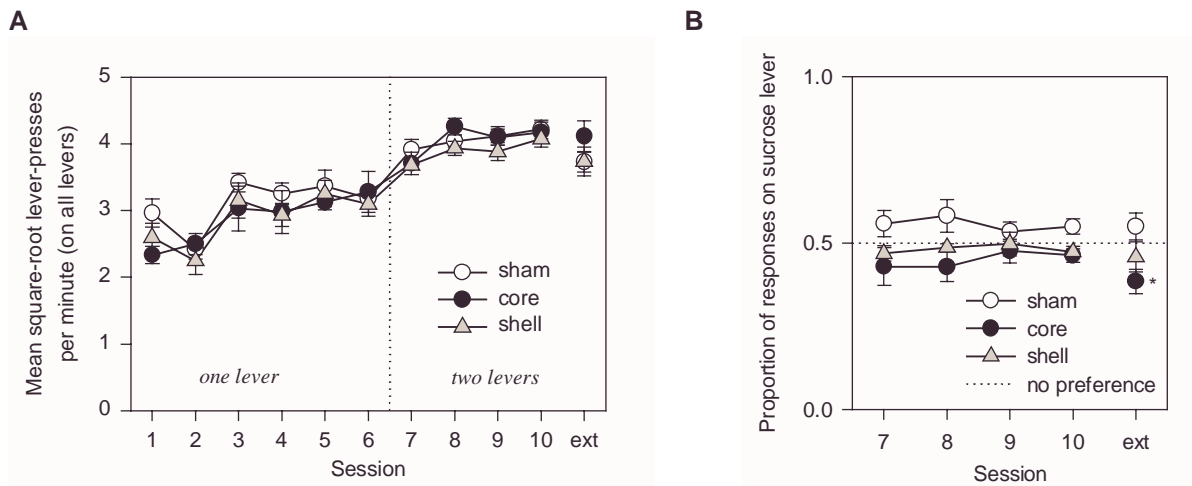 A
Mean square-root lever-presses
per minute (on all levers)
5
4
3
2
1
0
sham
core
shell
one lever
two levers
1 2 3 4 5 6 7 8 9 10 ext
Session
B
Proportion of responses on sucrose lever
1.0
0.5
0.0
*
sham
core
shell
no preference
7 8 9 10 ext
Session